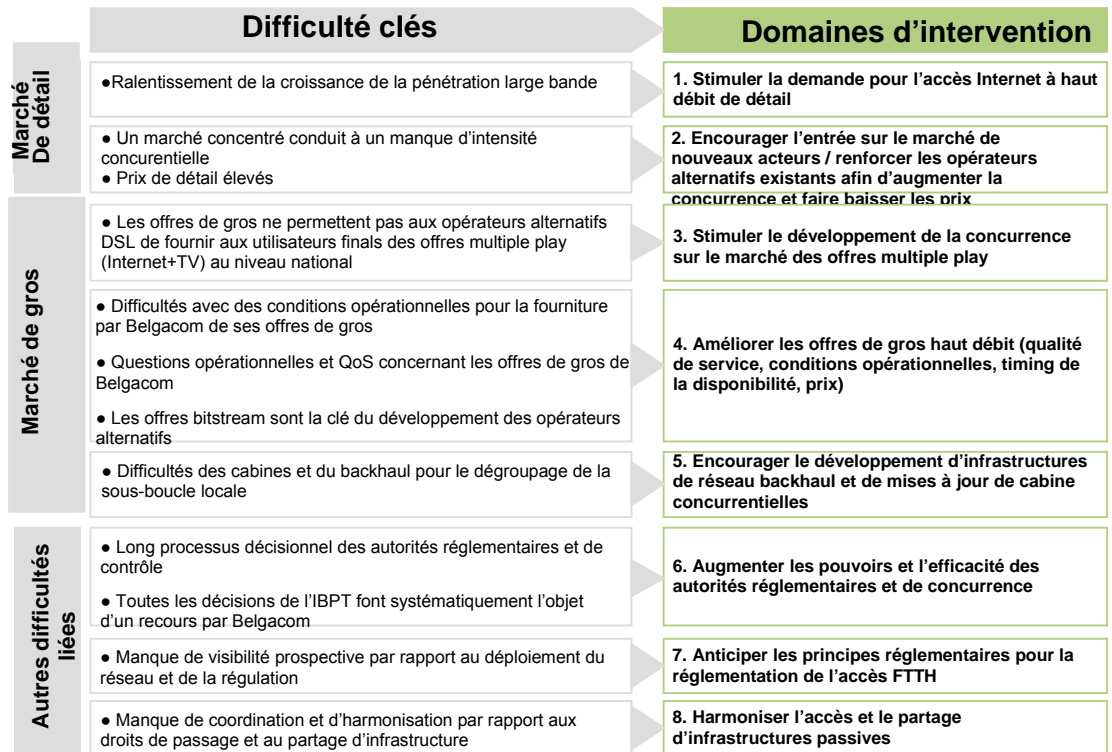 Difficulté clés
Domaines d'intervention
Marché
De détail
●Ralentissement de la croissance de la pénétration large bande
1. Stimuler la demande pour l'accès Internet à haut
débit de détail
● Un marché concentré conduit à un manque d'intensité
concurentielle
● Prix de détail élevés
2. Encourager l'entrée sur le marché de
nouveaux acteurs / renforcer les opérateurs
alternatifs existants afin d'augmenter la
concurrence et faire baisser les prix
Marché de gros
● Les offres de gros ne permettent pas aux opérateurs alternatifs
DSL de fournir aux utilisateurs finals des offres multiple play
(Internet+TV) au niveau national
3. Stimuler le développement de la concurrence
sur le marché des offres multiple play
● Difficultés avec des conditions opérationnelles pour la fourniture
par Belgacom de ses offres de gros
● Questions opérationnelles et QoS concernant les offres de gros de
Belgacom
● Les offres bitstream sont la clé du développement des opérateurs
alternatifs
4. Améliorer les offres de gros haut débit (qualité
de service, conditions opérationnelles, timing de
la disponibilité, prix)
● Difficultés des cabines et du backhaul pour le dégroupage de la
sous-boucle locale
5. Encourager le développement d'infrastructures
de réseau backhaul et de mises à jour de cabine
concurrentielles
Autres difficultés
liées
● Long processus décisionnel des autorités réglementaires et de
contrôle
● Toutes les décisions de l'IBPT font systématiquement l'objet
d'un recours par Belgacom
6. Augmenter les pouvoirs et l'efficacité des
autorités réglementaires et de concurrence
● Manque de visibilité prospective par rapport au déploiement du
réseau et de la régulation
7. Anticiper les principes réglementaires pour la
réglementation de l'accès FTTH
● Manque de coordination et d'harmonisation par rapport aux
droits de passage et au partage d'infrastructure
8. Harmoniser l'accès et le partage
d'infrastructures passives